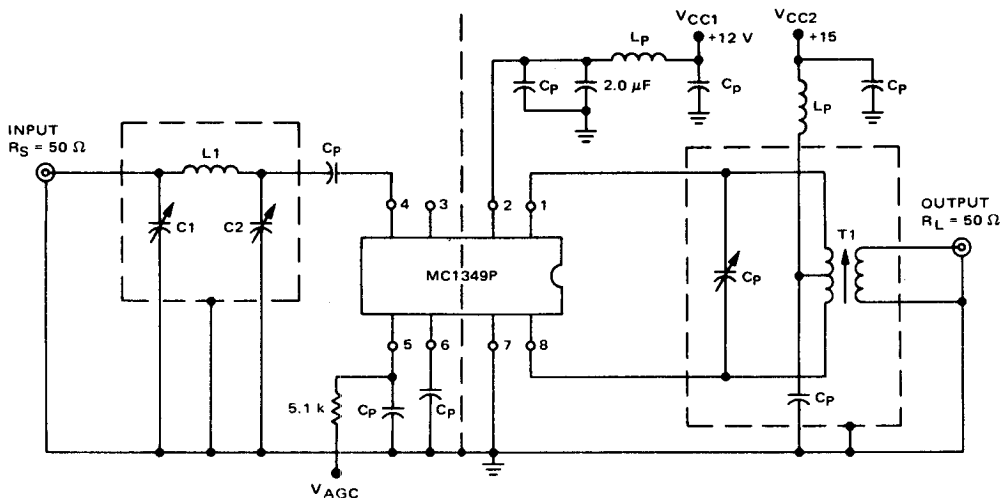 VCC1
+12 V
VCC2
+15
LP
CP
2.0 µF
CP
LP
CP
INPUT
RS = 50 Ω
L1
CP
C1
C2
4
3
2
1
MC1349P
CP
T1
OUTPUT
RL = 50 Ω
5
6
7
8
5.1 k
CP
CP
CP
VAGC